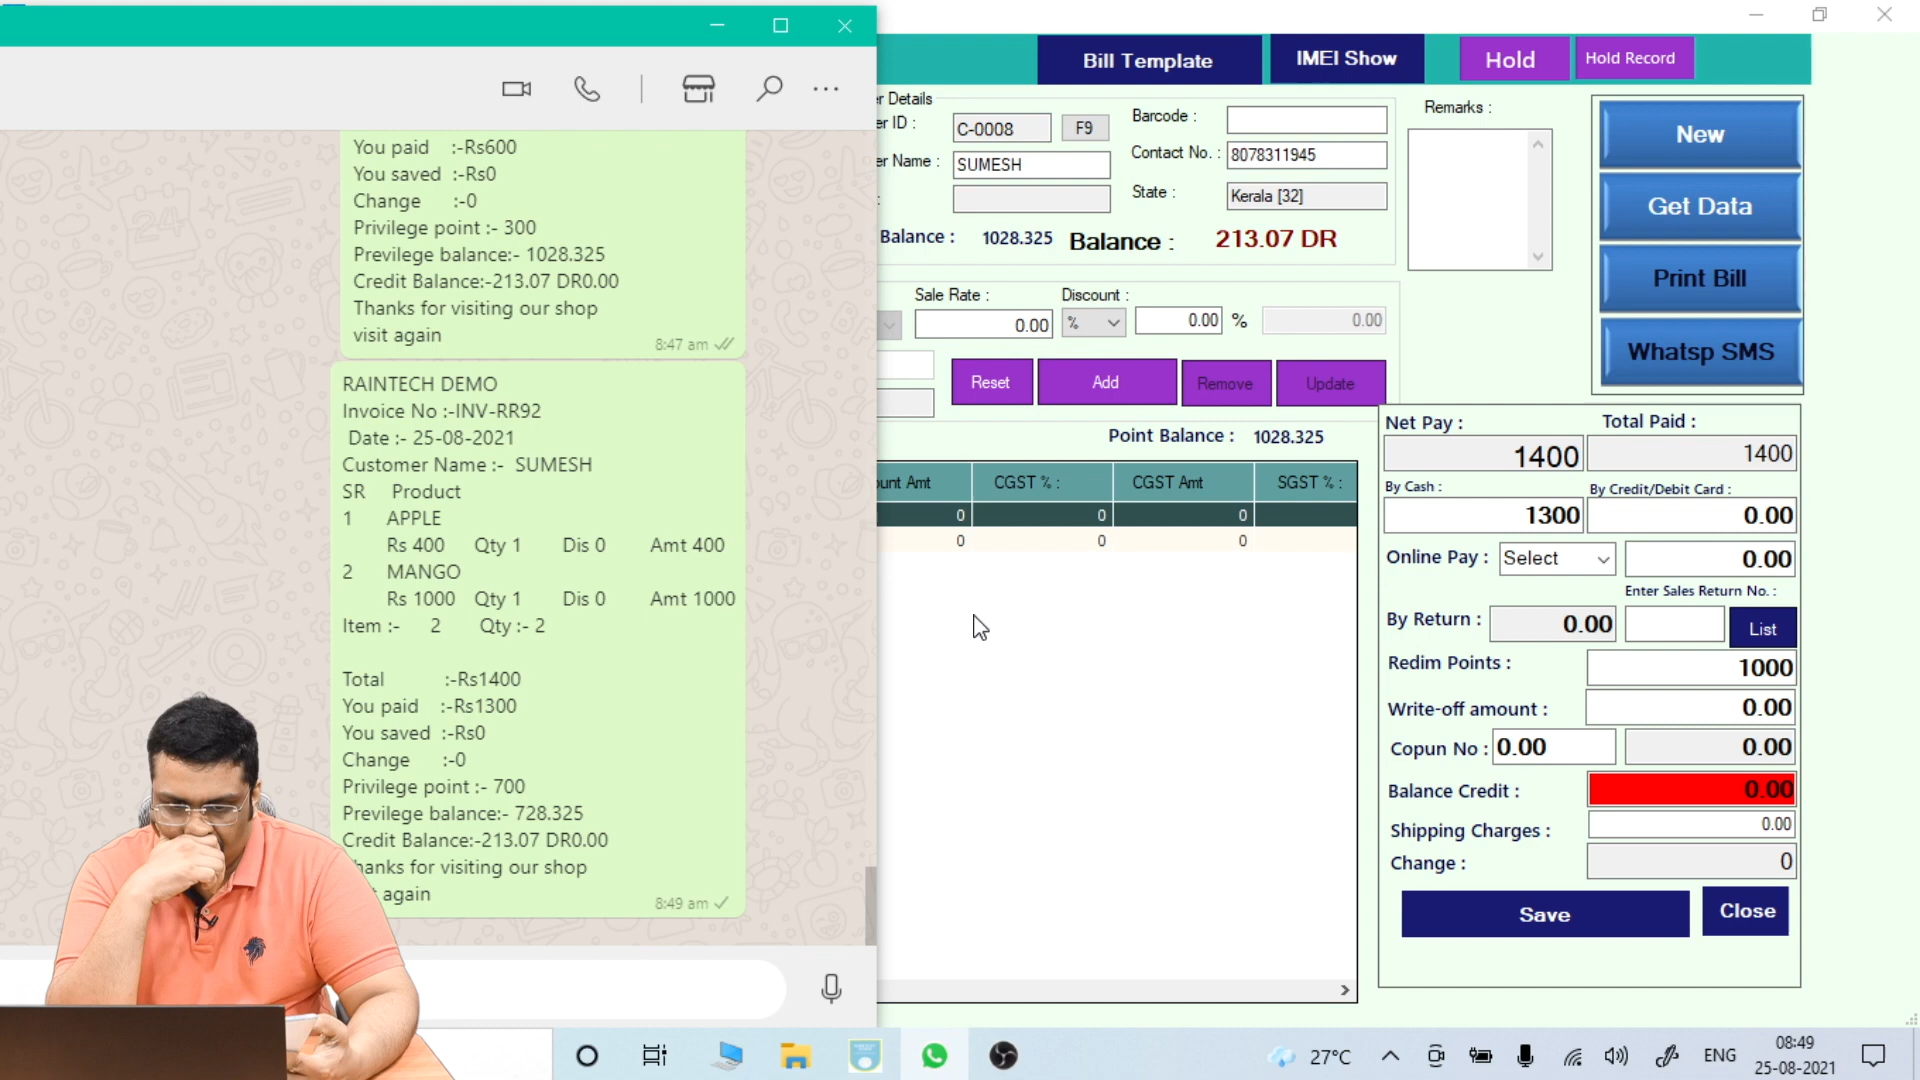 You paid :-Rs600
You saved :-Rs0
Change :-0
Privilege point :- 300
Previlege balance:- 1028.325
Credit Balance:-213.07 DR0.00
Thanks for visiting our shop
visit again
8:47 am
RAINTECH DEMO
Invoice No :-INV-RR92
Date :- 25-08-2021
Customer Name :- SUMESH
SR Product
1 APPLE
Rs 400 Qty 1 Dis 0 Amt 400
2 MANGO
Rs 1000 Qty 1 Dis 0 Amt 1000
Item :- 2 Qty :- 2
Total :-Rs1400
You paid :-Rs1300
You saved :-Rs0
Change :-0
Privilege point :- 700
Previlege balance:- 728.325
Credit Balance:-213.07 DR0.00
hanks for visiting our shop
again
8:49 am
Bill Template IMEI Show Hold Hold Record
er Details
er ID : C-0008 F9 Barcode :
er Name : SUMESH Contact No. : 8078311945
: State : Kerala [32]
Balance : 1028.325 Balance : 213.07 DR
Remarks :
New
Get Data
Print Bill
Whatsp SMS
Sale Rate : Discount :
0.00 % 0.00 % 0.00
Reset Add Remove Update
Point Balance : 1028.325
ount Amt CGST % : CGST Amt SGST % :
0 0 0
0 0 0
Net Pay : Total Paid :
1400 1400
By Cash : By Credit/Debit Card :
1300 0.00
Online Pay : Select 0.00
Enter Sales Return No. :
By Return : 0.00 List
Redim Points : 1000
Write-off amount : 0.00
Copun No : 0.00 0.00
Balance Credit : 0.00
Shipping Charges : 0.00
Change : 0
Save Close
27°C ENG 08:49
25-08-2021